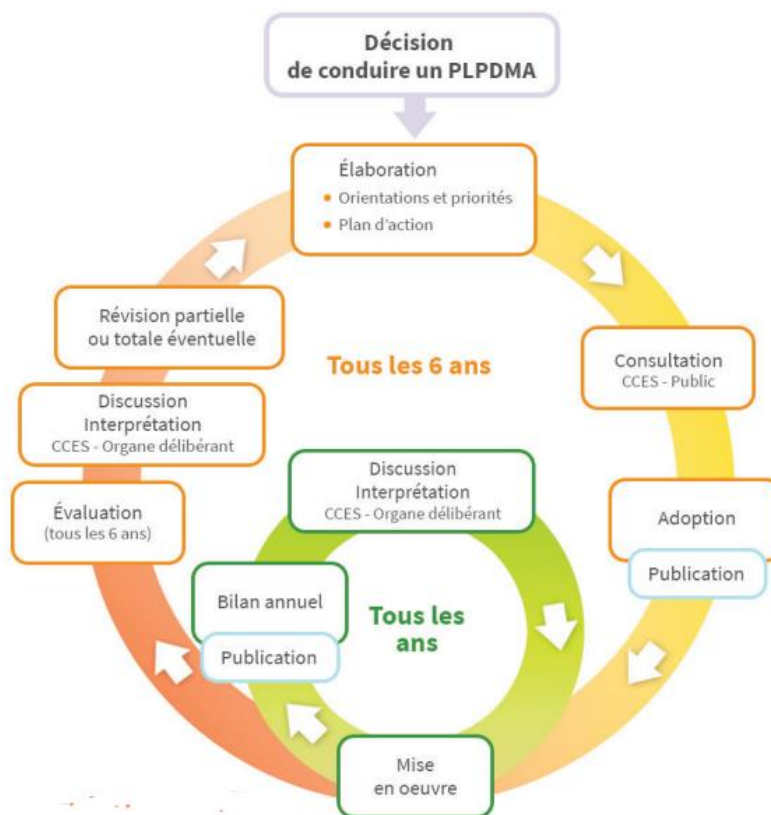 Décision
de conduire un PLPDMA
Élaboration
• Orientations et priorités
• Plan d'action
Révision partielle
ou totale éventuelle
Tous les 6 ans
Consultation
CCES - Public
Discussion
Interprétation
CCES - Organe délibérant
Discussion
Interprétation
CCES - Organe délibérant
Évaluation
(tous les 6 ans)
Adoption
Publication
Bilan annuel
Publication
Tous les
ans
Mise
en oeuvre